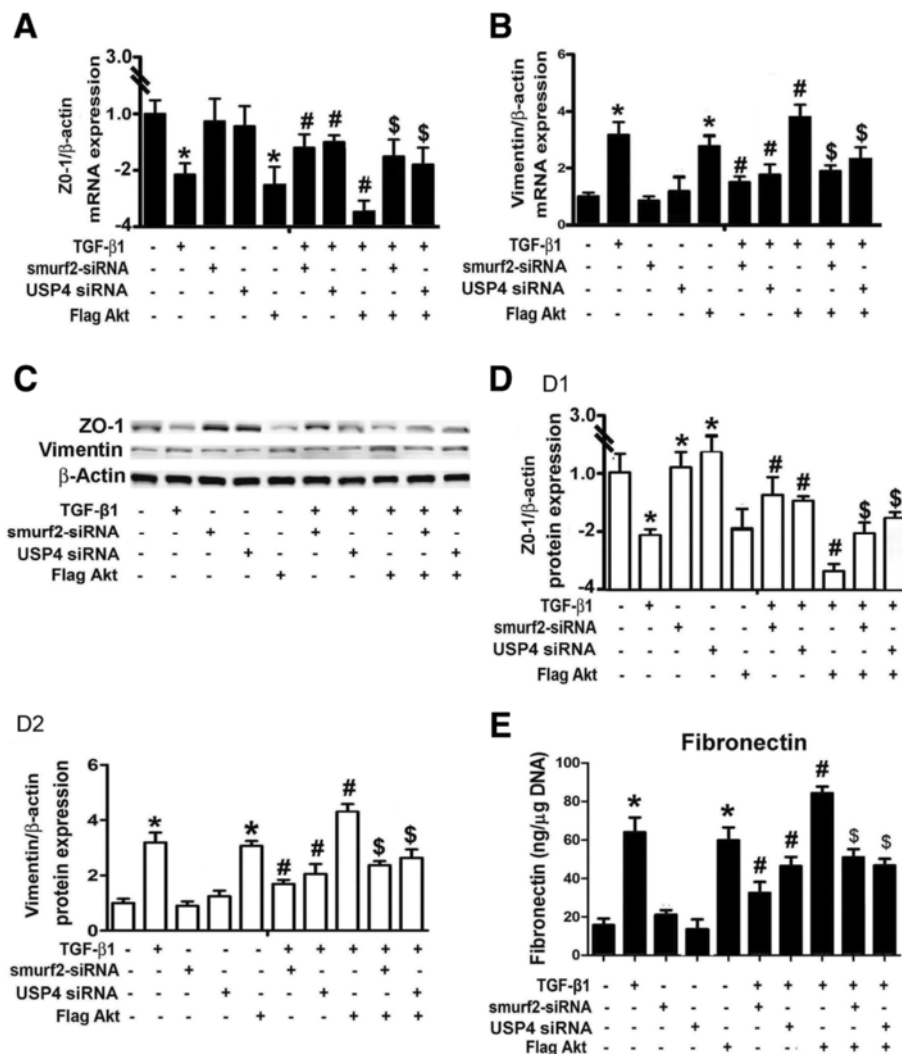 A
Z0-1/β-actin
mRNA expression
3.0
1.0
-2
-4
* * # # # $ $
TGF-β1 - + - - - + + + + +
smurf2-siRNA - - + - - + - - + -
USP4 siRNA - - - + - - + - - +
Flag Akt - - - - + - - + + +
B
Vimentin/β-actin
mRNA expression
6
4
2
0
* * # # # $ $
TGF-β1 - + - - - + + + + +
smurf2-siRNA - - + - - + - - + -
USP4 siRNA - - - + - - + - - +
Flag Akt - - - - + - - + + +
C
ZO-1
Vimentin
β-Actin
TGF-β1 - + - - - + + + + +
smurf2-siRNA - - + - - + - - + -
USP4 siRNA - - - + - - + - - +
Flag Akt - - - - + - - + + +
D D1
Z0-1/β-actin
protein expression
3.0
1.0
-2
-4
* * * # # # $ $
TGF-β1 - + - - - + + + + +
smurf2-siRNA - - + - - + - - + -
USP4 siRNA - - - + - - + - - +
Flag Akt - - - - + - - + + +
D2
Vimentin/β-actin
protein expression
6
4
2
0
* * # # # $ $
TGF-β1 - + - - - + + + + +
smurf2-siRNA - - + - - + - - + -
USP4 siRNA - - - + - - + - - +
Flag Akt - - - - + - - + + +
E
Fibronectin
Fibronectin (ng/μg DNA)
100
80
60
40
20
0
* * # # # $ $
TGF-β1 - + - - - + + + + +
smurf2-siRNA - - + - - + - - + -
USP4 siRNA - - - + - - + - - +
Flag Akt - - - - + - - + + +